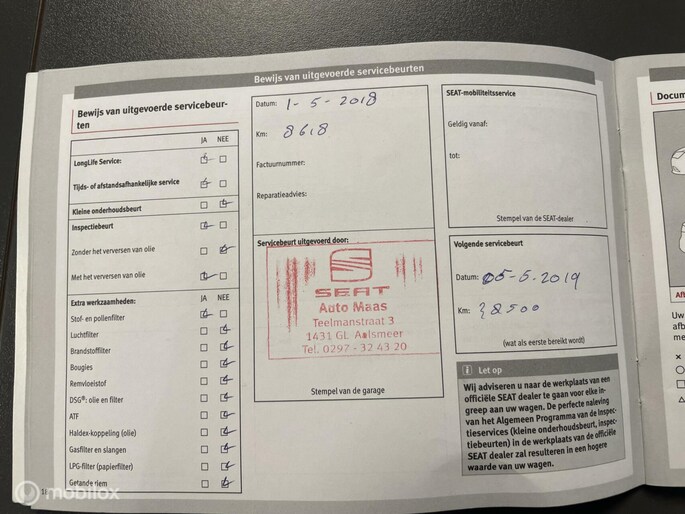 Bewijs van uitgevoerde servicebeurten
Bewijs van uitgevoerde servicebeur-
ten
JA NEE
LongLife Service:
Tijds- of afstandsafhankelijke service
Kleine onderhoudsbeurt
Inspectiebeurt
Zonder het verversen van olie
Met het verversen van olie
Extra werkzaamheden: JA NEE
Stof- en pollenfilter
Luchtfilter
Brandstoffilter
Bougies
Remvloeistof
DSG®: olie en filter
ATF
Haldex-koppeling (olie)
Gasfilter en slangen
LPG-filter (papierfilter)
Getande riem
Datum: 1-5-2018
Km: 8618
Factuurnummer:
Reparatieadvies:
Servicebeurt uitgevoerd door:
SEAT
Auto Maas
Teelmanstraat 3
1431 GL Aalsmeer
Tel. 0297 - 32 43 20
Stempel van de garage
SEAT-mobiliteitsservice
Geldig vanaf:
tot:
Stempel van de SEAT-dealer
Volgende servicebeurt
Datum: 05-5-2019
Km: 38500
(wat als eerste bereikt wordt)
i Let op
Wij adviseren u naar de werkplaats van een
officiële SEAT dealer te gaan voor elke in-
greep aan uw wagen. De perfecte naleving
van het Algemeen Programma van de Inspec-
tieservices (kleine onderhoudsbeurt, inspec-
tiebeurten) in de werkplaats van de officiële
SEAT dealer zal resulteren in een hogere
waarde van uw wagen.
Docum
Aft
Uw
afb
met
mobilox